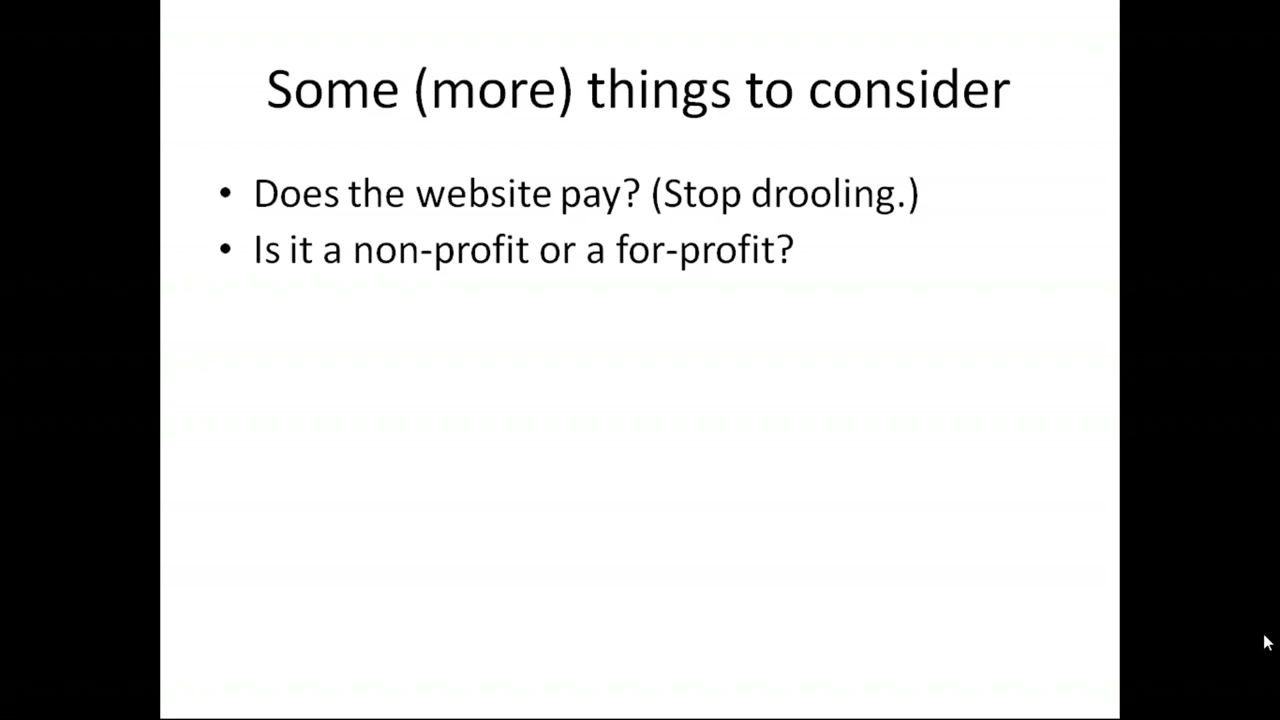 Some (more) things to consider
• Does the website pay? (Stop drooling.)
• Is it a non-profit or a for-profit?